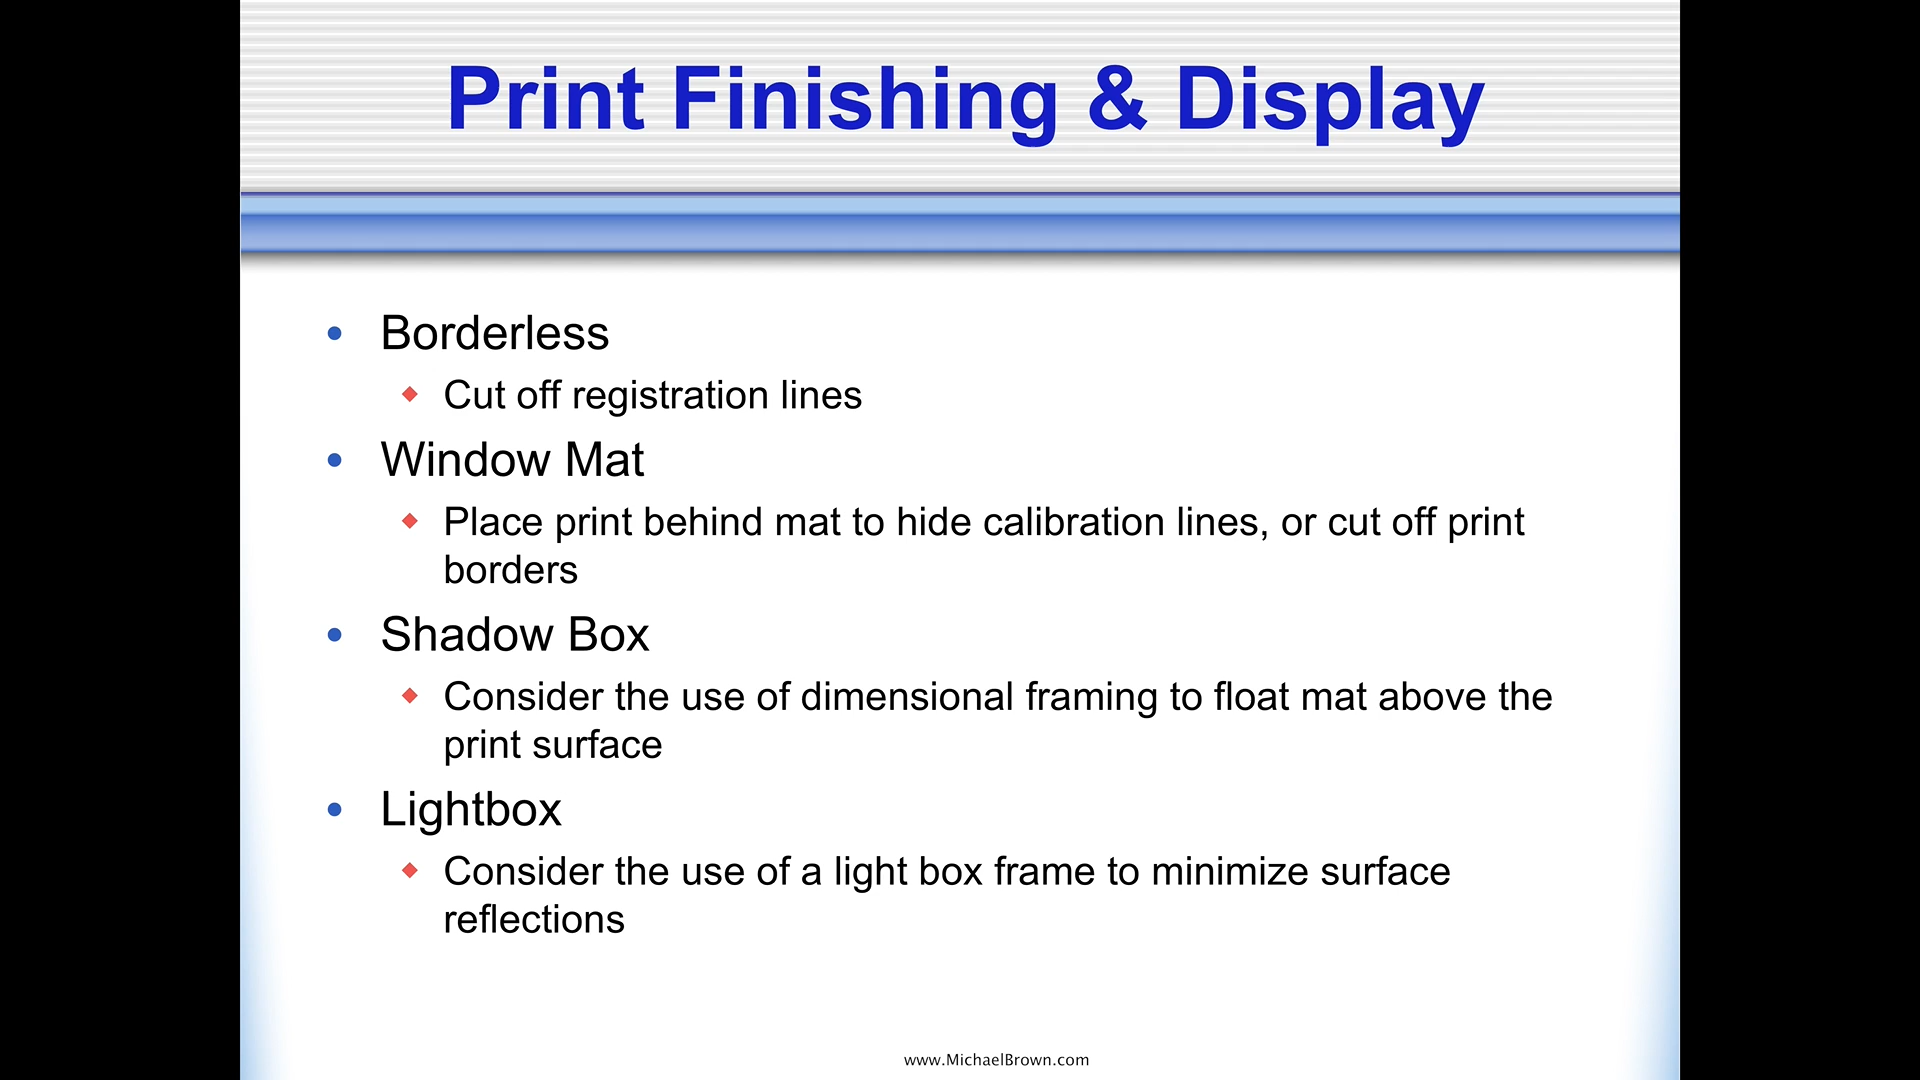 Print Finishing & Display
• Borderless
◆ Cut off registration lines
• Window Mat
◆ Place print behind mat to hide calibration lines, or cut off print
borders
• Shadow Box
◆ Consider the use of dimensional framing to float mat above the
print surface
• Lightbox
◆ Consider the use of a light box frame to minimize surface
reflections
www.MichaelBrown.com